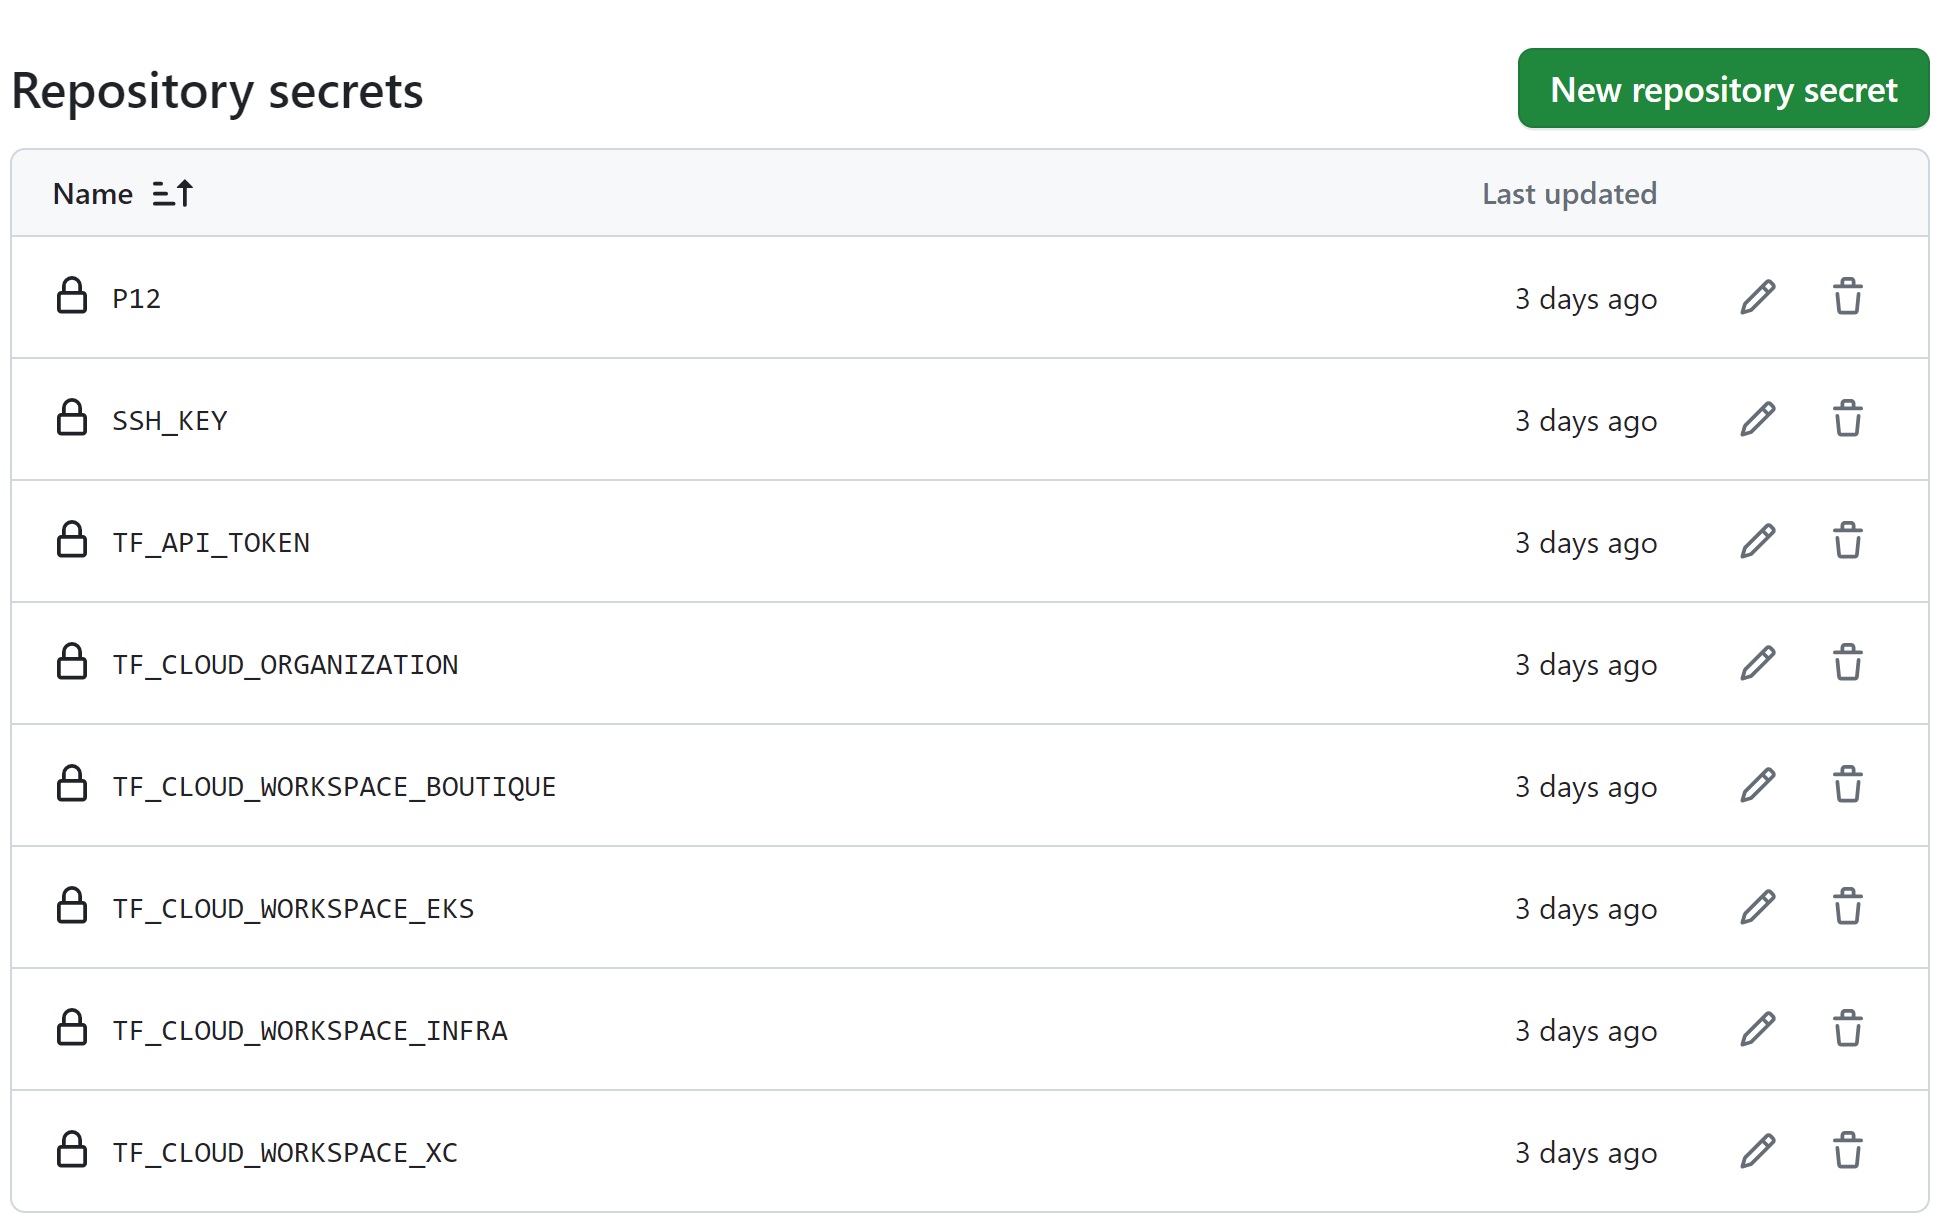 Repository secrets
New repository secret
Name Last updated
P12 3 days ago
SSH_KEY 3 days ago
TF_API_TOKEN 3 days ago
TF_CLOUD_ORGANIZATION 3 days ago
TF_CLOUD_WORKSPACE_BOUTIQUE 3 days ago
TF_CLOUD_WORKSPACE_EKS 3 days ago
TF_CLOUD_WORKSPACE_INFRA 3 days ago
TF_CLOUD_WORKSPACE_XC 3 days ago